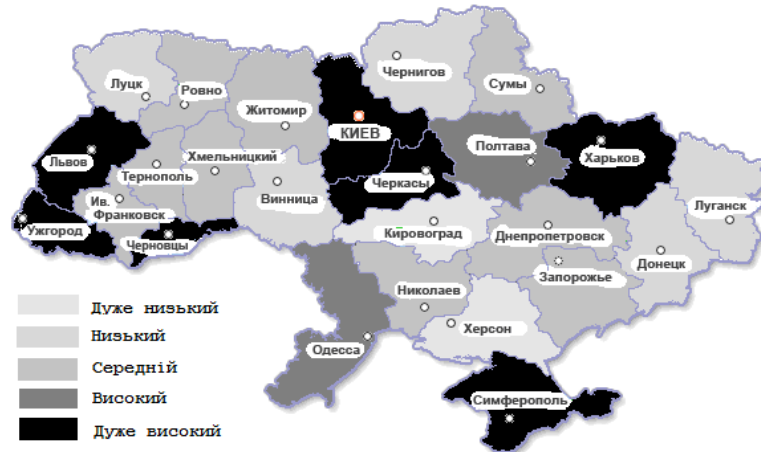 Чернигов
Луцк
Ровно
Сумы
Житомир
КИЕВ
Львов
Хмельницкий
Тернополь
Полтава
Харьков
Черкасы
Винница
Ив.
Франковск
Луганск
Ужгород
Черновцы
Кировоград
Днепропетровск
Донецк
Запорожье
Николаев
Херсон
Одесса
Симферополь
Дуже низький
Низький
Середній
Високий
Дуже високий